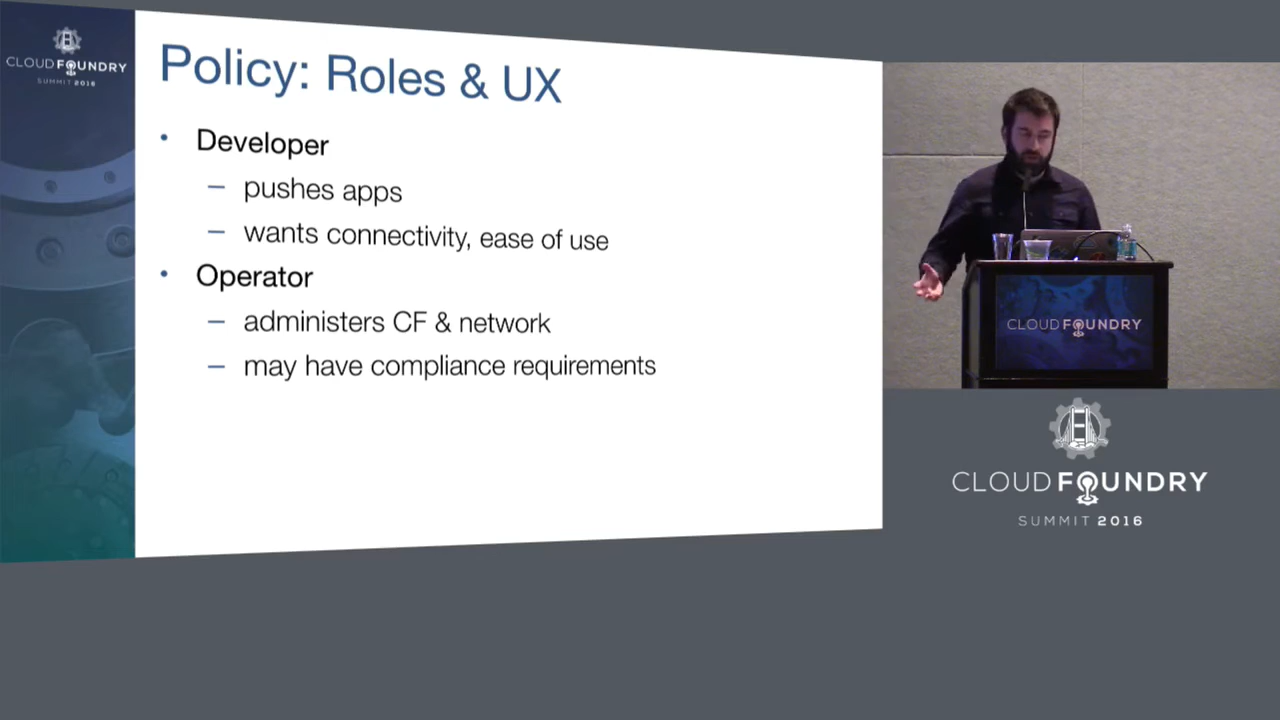 CLOUD FOUNDRY
SUMMIT 2016
Policy: Roles & UX
• Developer
– pushes apps
– wants connectivity, ease of use
• Operator
– administers CF & network
– may have compliance requirements
CLOUD FOUNDRY
CLOUD FOUNDRY
SUMMIT 2016